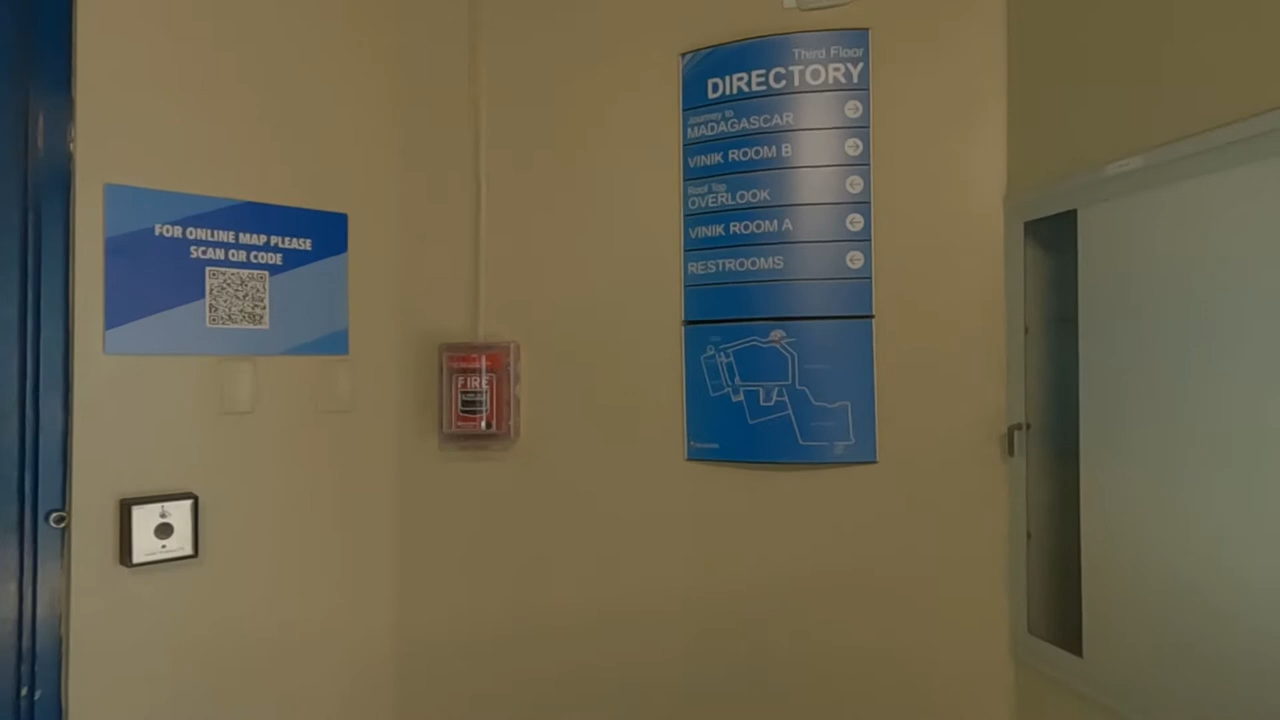 FOR ONLINE MAP PLEASE
SCAN QR CODE
FIRE
Third Floor
DIRECTORY
Journey to
MADAGASCAR
VINIK ROOM B
Roof Top
OVERLOOK
VINIK ROOM A
RESTROOMS